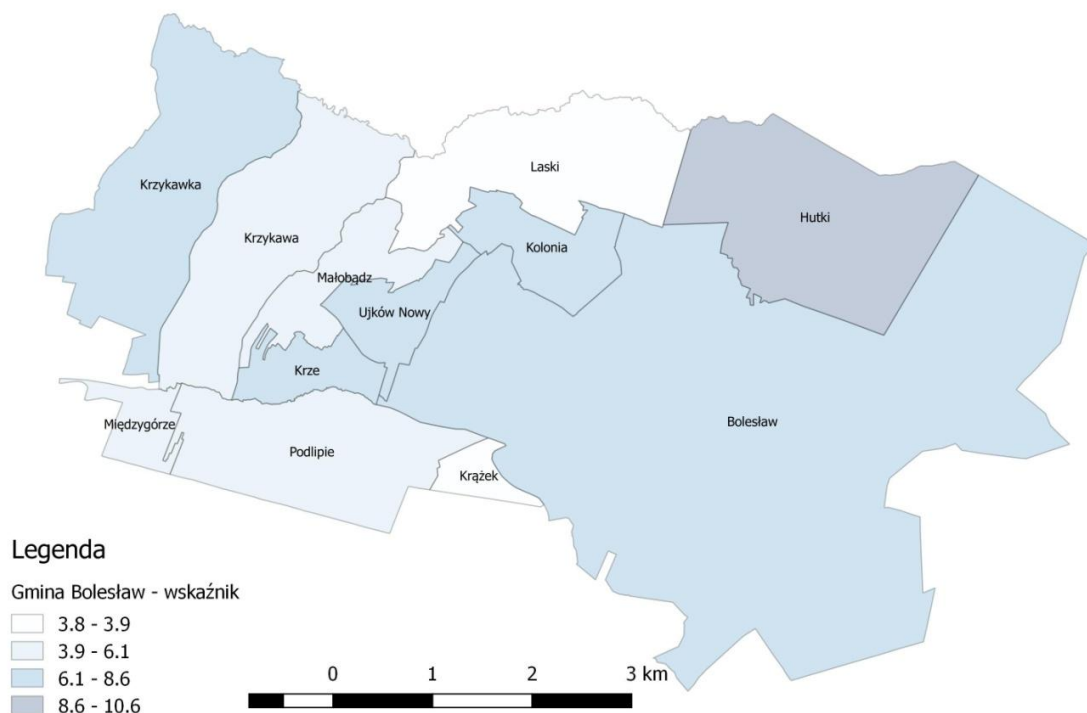 Laski
Krzykawka
Hutki
Krzykawa
Kolonia
Małobądz
Ujków Nowy
Krze
Bolesław
Międzygórze
Podlipie
Krążek
Legenda
Gmina Bolesław - wskaźnik
3.8 - 3.9
3.9 - 6.1
6.1 - 8.6
8.6 - 10.6
0 1 2 3 km